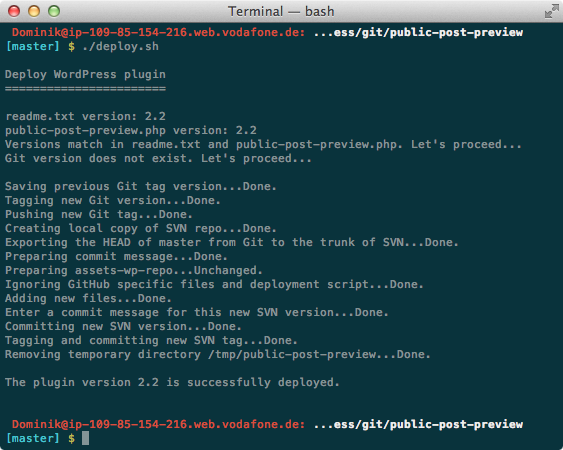 Terminal — bash
Dominik@ip-109-85-154-216.web.vodafone.de: ...ess/git/public-post-preview
[master] $ ./deploy.sh
Deploy WordPress plugin
=======================
readme.txt version: 2.2
public-post-preview.php version: 2.2
Versions match in readme.txt and public-post-preview.php. Let's proceed...
Git version does not exist. Let's proceed...
Saving previous Git tag version...Done.
Tagging new Git version...Done.
Pushing new Git tag...Done.
Creating local copy of SVN repo...Done.
Exporting the HEAD of master from Git to the trunk of SVN...Done.
Preparing commit message...Done.
Preparing assets-wp-repo...Unchanged.
Ignoring GitHub specific files and deployment script...Done.
Adding new files...Done.
Enter a commit message for this new SVN version...Done.
Committing new SVN version...Done.
Tagging and committing new SVN tag...Done.
Removing temporary directory /tmp/public-post-preview...Done.
The plugin version 2.2 is successfully deployed.
Dominik@ip-109-85-154-216.web.vodafone.de: ...ess/git/public-post-preview
[master] $